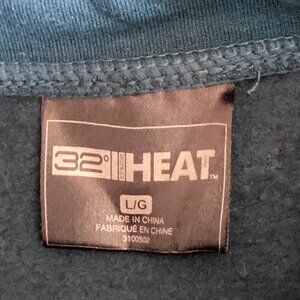 32° HEAT™
L/G
MADE IN CHINA
FABRIQUÉ EN CHINE
3100502